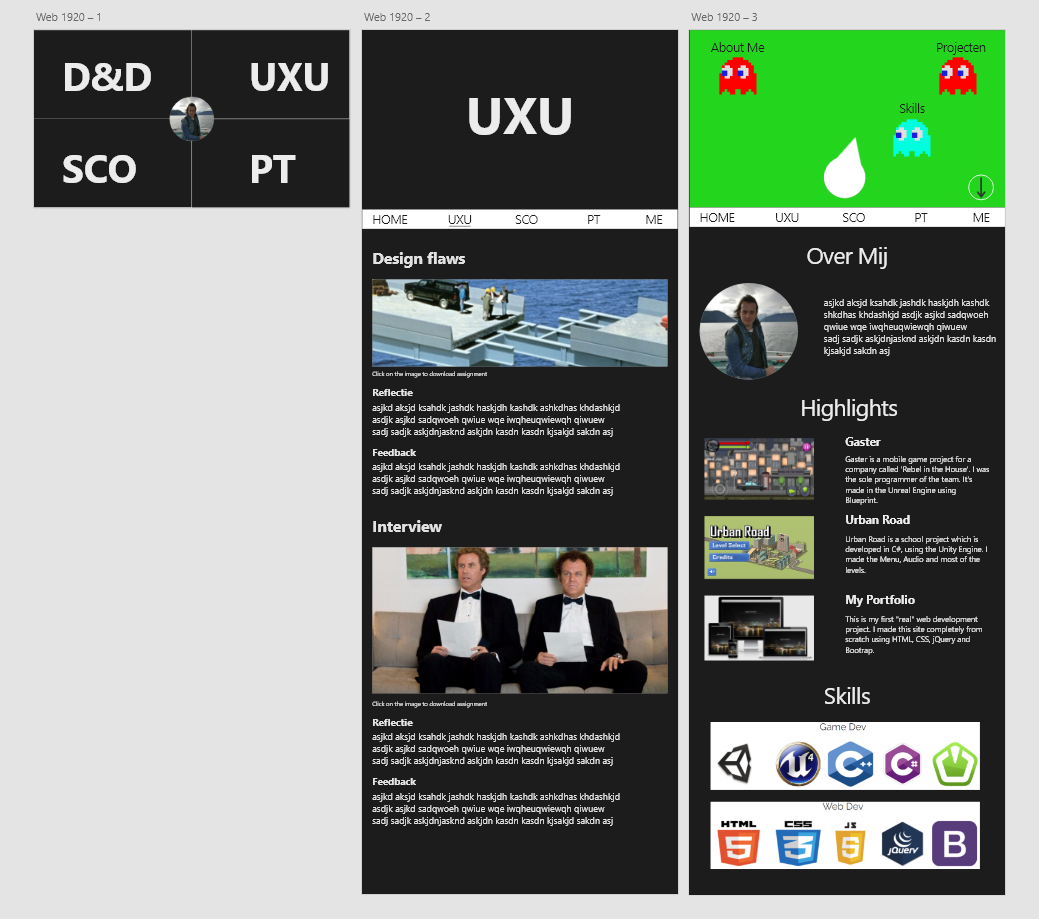 Web 1920 – 1
D&D
UXU
SCO
PT
Web 1920 – 2
UXU
HOME UXU SCO PT ME
Design flaws
Click on the image to download assignment
Reflectie
asjkd aksjd ksahdk jashdk haskjdh kashdk ashkdhas khdashkjd
asdjk asjkd sadqwoeh qwiue wqe iwqheuqwiewqh qiwuew
sadj sadjk askjdnjasknd askjdn kasdn kasdn kjsakjd sakdn asj
Feedback
asjkd aksjd ksahdk jashdk haskjdh kashdk ashkdhas khdashkjd
asdjk asjkd sadqwoeh qwiue wqe iwqheuqwiewqh qiwuew
sadj sadjk askjdnjasknd askjdn kasdn kasdn kjsakjd sakdn asj
Interview
Click on the image to download assignment
Reflectie
asjkd aksjd ksahdk jashdk haskjdh kashdk ashkdhas khdashkjd
asdjk asjkd sadqwoeh qwiue wqe iwqheuqwiewqh qiwuew
sadj sadjk askjdnjasknd askjdn kasdn kasdn kjsakjd sakdn asj
Feedback
asjkd aksjd ksahdk jashdk haskjdh kashdk ashkdhas khdashkjd
asdjk asjkd sadqwoeh qwiue wqe iwqheuqwiewqh qiwuew
sadj sadjk askjdnjasknd askjdn kasdn kasdn kjsakjd sakdn asj
Web 1920 – 3
About Me
Projecten
Skills
HOME UXU SCO PT ME
Over Mij
asjkd aksjd ksahdk jashdk haskjdh kashdk
shkdhas khdashkjd asdjk asjkd sadqwoeh
qwiue wqe iwqheuqwiewqh qiwuew
sadj sadjk askjdnjasknd askjdn kasdn kasdn
kjsakjd sakdn asj
Highlights
Gaster
Gaster is a mobile game project for a
company called 'Rebel in the House'. I was
the sole programmer of the team. It's
made in the Unreal Engine using
Blueprint.
Urban Road
Level Select
Credits
Urban Road
Urban Road is a school project which is
developed in C#, using the Unity Engine. I
made the Menu, Audio and most of the
levels.
My Portfolio
This is my first "real" web development
project. I made this site completely from
scratch using HTML, CSS, jQuery and
Bootrap.
Skills
Game Dev
U 4 C++ C#
Web Dev
HTML CSS JS
5 3 5 jQuery B